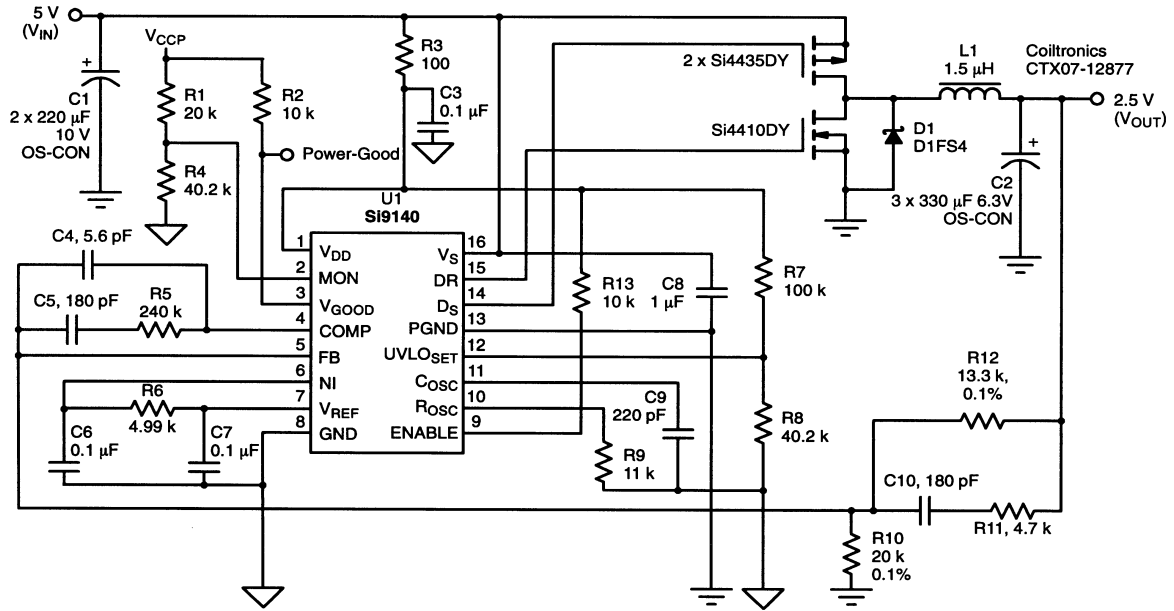 5 V
(VIN)
+
C1
2 x 220 μF
10 V
OS-CON
VCCP
R1
20 k
R2
10 k
R4
40.2 k
Power-Good
R3
100
C3
0.1 μF
2 x Si4435DY
Si4410DY
L1
1.5 μH
Coiltronics
CTX07-12877
2.5 V
(VOUT)
D1
D1FS4
+
C2
3 x 330 μF 6.3V
OS-CON
U1
Si9140
1 VDD
2 MON
3 VGOOD
4 COMP
5 FB
6 NI
7 VREF
8 GND
VS 16
DR 15
DS 14
PGND 13
UVLOSET 12
COSC 11
ROSC 10
ENABLE 9
C4, 5.6 pF
C5, 180 pF
R5
240 k
R6
4.99 k
C6
0.1 μF
C7
0.1 μF
R13
10 k
C8
1 μF
R7
100 k
C9
220 pF
R9
11 k
R8
40.2 k
R12
13.3 k,
0.1%
C10, 180 pF
R11, 4.7 k
R10
20 k
0.1%